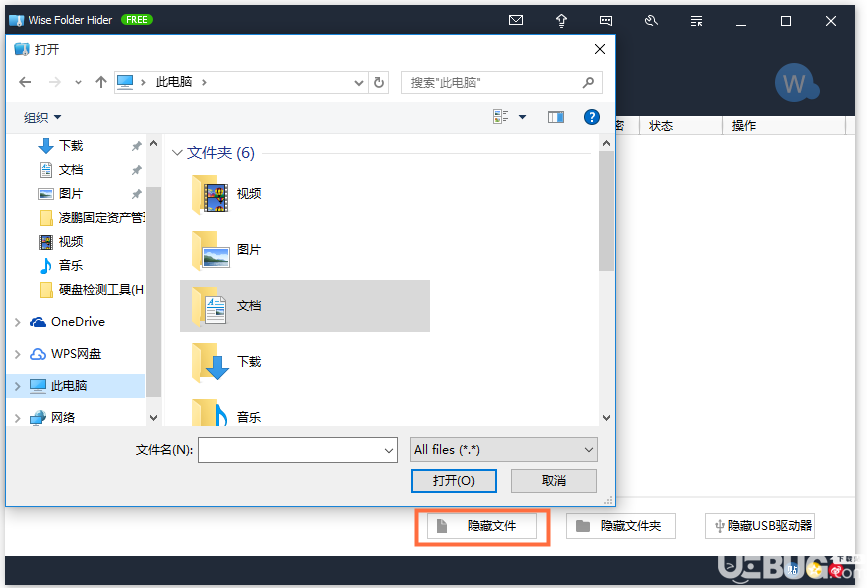 Wise Folder Hider FREE
W
打开
此电脑
搜索"此电脑"
组织
密 状态 操作
下载
文档
图片
凌鹏固定资产管
视频
音乐
硬盘检测工具(H
OneDrive
WPS网盘
此电脑
网络
文件夹 (6)
视频
图片
文档
下载
音乐
文件名(N):
All files (*.*)
打开(O)
取消
隐藏文件
隐藏文件夹
隐藏USB驱动器